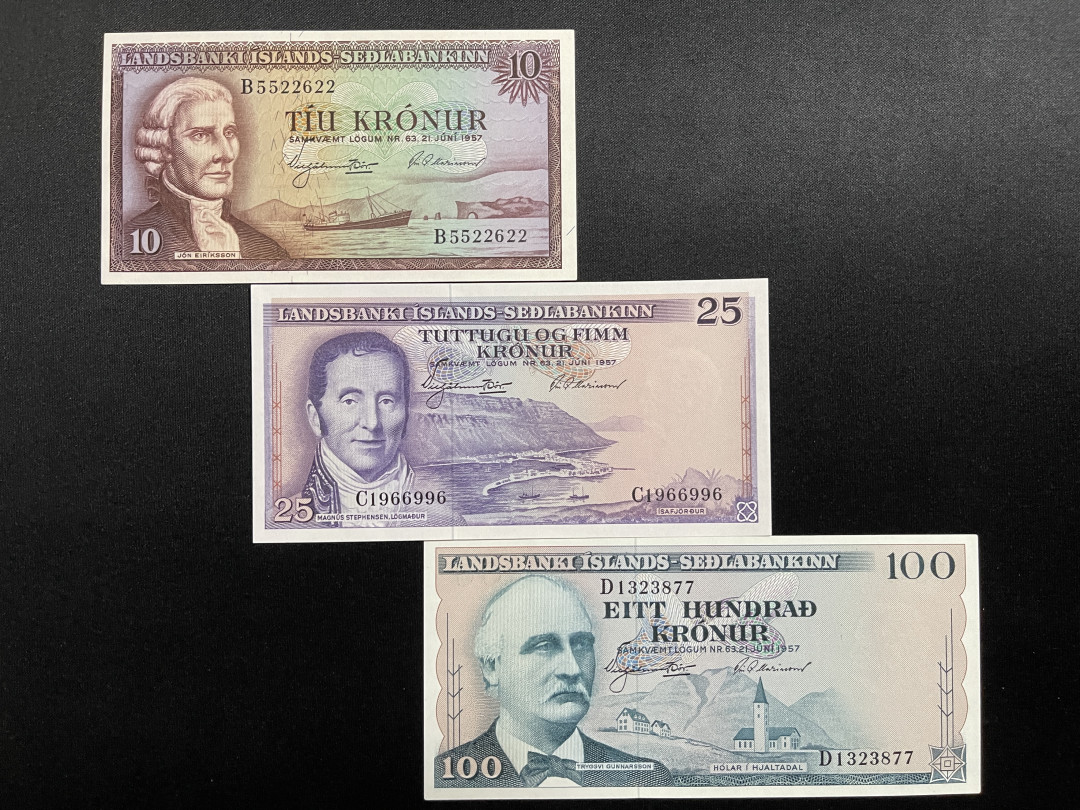 LANDSBANKI ÍSLANDS-SEÐLABANKINN
10
B5522622
TÍU KRÓNUR
SAMKVÆMT LÖGUM NR. 63. 21. JÚNÍ 1957
B5522622
10
JÓN EIRÍKSSON
LANDSBANKI ÍSLANDS-SEÐLABANKINN
25
TUTTUGU OG FIMM
KRÓNUR
SAMKVÆMT LÖGUM NR. 63. 21. JÚNÍ 1957
C1966996
C1966996
25
MAGNÚS STEPHENSEN, LÖGMAÐUR
ÍSAFJÖRÐUR
LANDSBANKI ÍSLANDS-SEÐLABANKINN
100
D1323877
EITT HUNDRAÐ
KRÓNUR
SAMKVÆMT LÖGUM NR. 63. 21. JÚNÍ 1957
D1323877
100
TRYGGVI GUNNARSSON
HÓLAR Í HJALTADAL